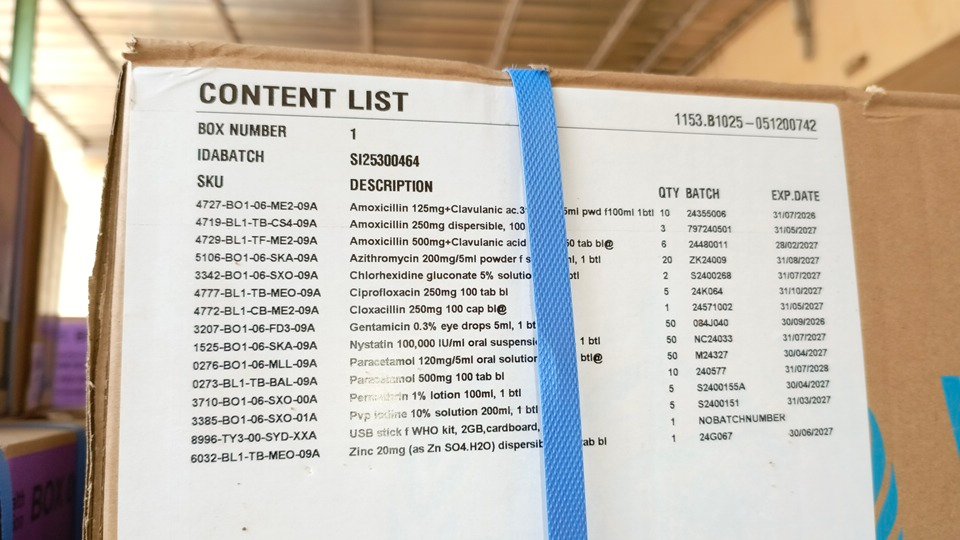 CONTENT LIST
1153.B1025-051200742
BOX NUMBER 1
IDABATCH SI25300464
SKU DESCRIPTION QTY BATCH EXP.DATE
4727-BO1-06-ME2-09A Amoxicillin 125mg+Clavulanic ac.3 5ml pwd f100ml 1btl 10 24355006 31/07/2026
4719-BL1-TB-CS4-09A Amoxicillin 250mg dispersible, 100 3 797240501 31/05/2027
4729-BL1-TF-ME2-09A Amoxicillin 500mg+Clavulanic acid 50 tab bl@ 6 24480011 28/02/2027
5106-BO1-06-SKA-09A Azithromycin 200mg/5ml powder f s l, 1 btl 20 ZK24009 31/08/2027
3342-BO1-06-SXO-09A Chlorhexidine gluconate 5% solutio btl 2 S2400268 31/07/2027
4777-BL1-TB-MEO-09A Ciprofloxacin 250mg 100 tab bl 5 24K064 31/10/2027
4772-BL1-CB-ME2-09A Cloxacillin 250mg 100 cap bl@ 1 24571002 31/05/2027
3207-BO1-06-FD3-09A Gentamicin 0.3% eye drops 5ml, 1 bt 50 084J040 30/09/2026
1525-BO1-06-SKA-09A Nystatin 100,000 IU/ml oral suspensi 1 btl 50 NC24033 31/07/2027
0276-BO1-06-MLL-09A Paracetamol 120mg/5ml oral solution btl@ 50 M24327 30/04/2027
0273-BL1-TB-BAL-09A Paracetamol 500mg 100 tab bl 10 240577 31/07/2028
3710-BO1-06-SXO-00A Permethrin 1% lotion 100ml, 1 btl 5 S2400155A 30/04/2027
3385-BO1-06-SXO-01A Pvp iodine 10% solution 200ml, 1 btl 5 S2400151 31/03/2027
8996-TY3-00-SYD-XXA USB stick f WHO kit, 2GB,cardboard, 1 NOBATCHNUMBER
6032-BL1-TB-MEO-09A Zinc 20mg (as Zn SO4.H2O) dispersib ab bl 1 24G067 30/06/2027
BOX